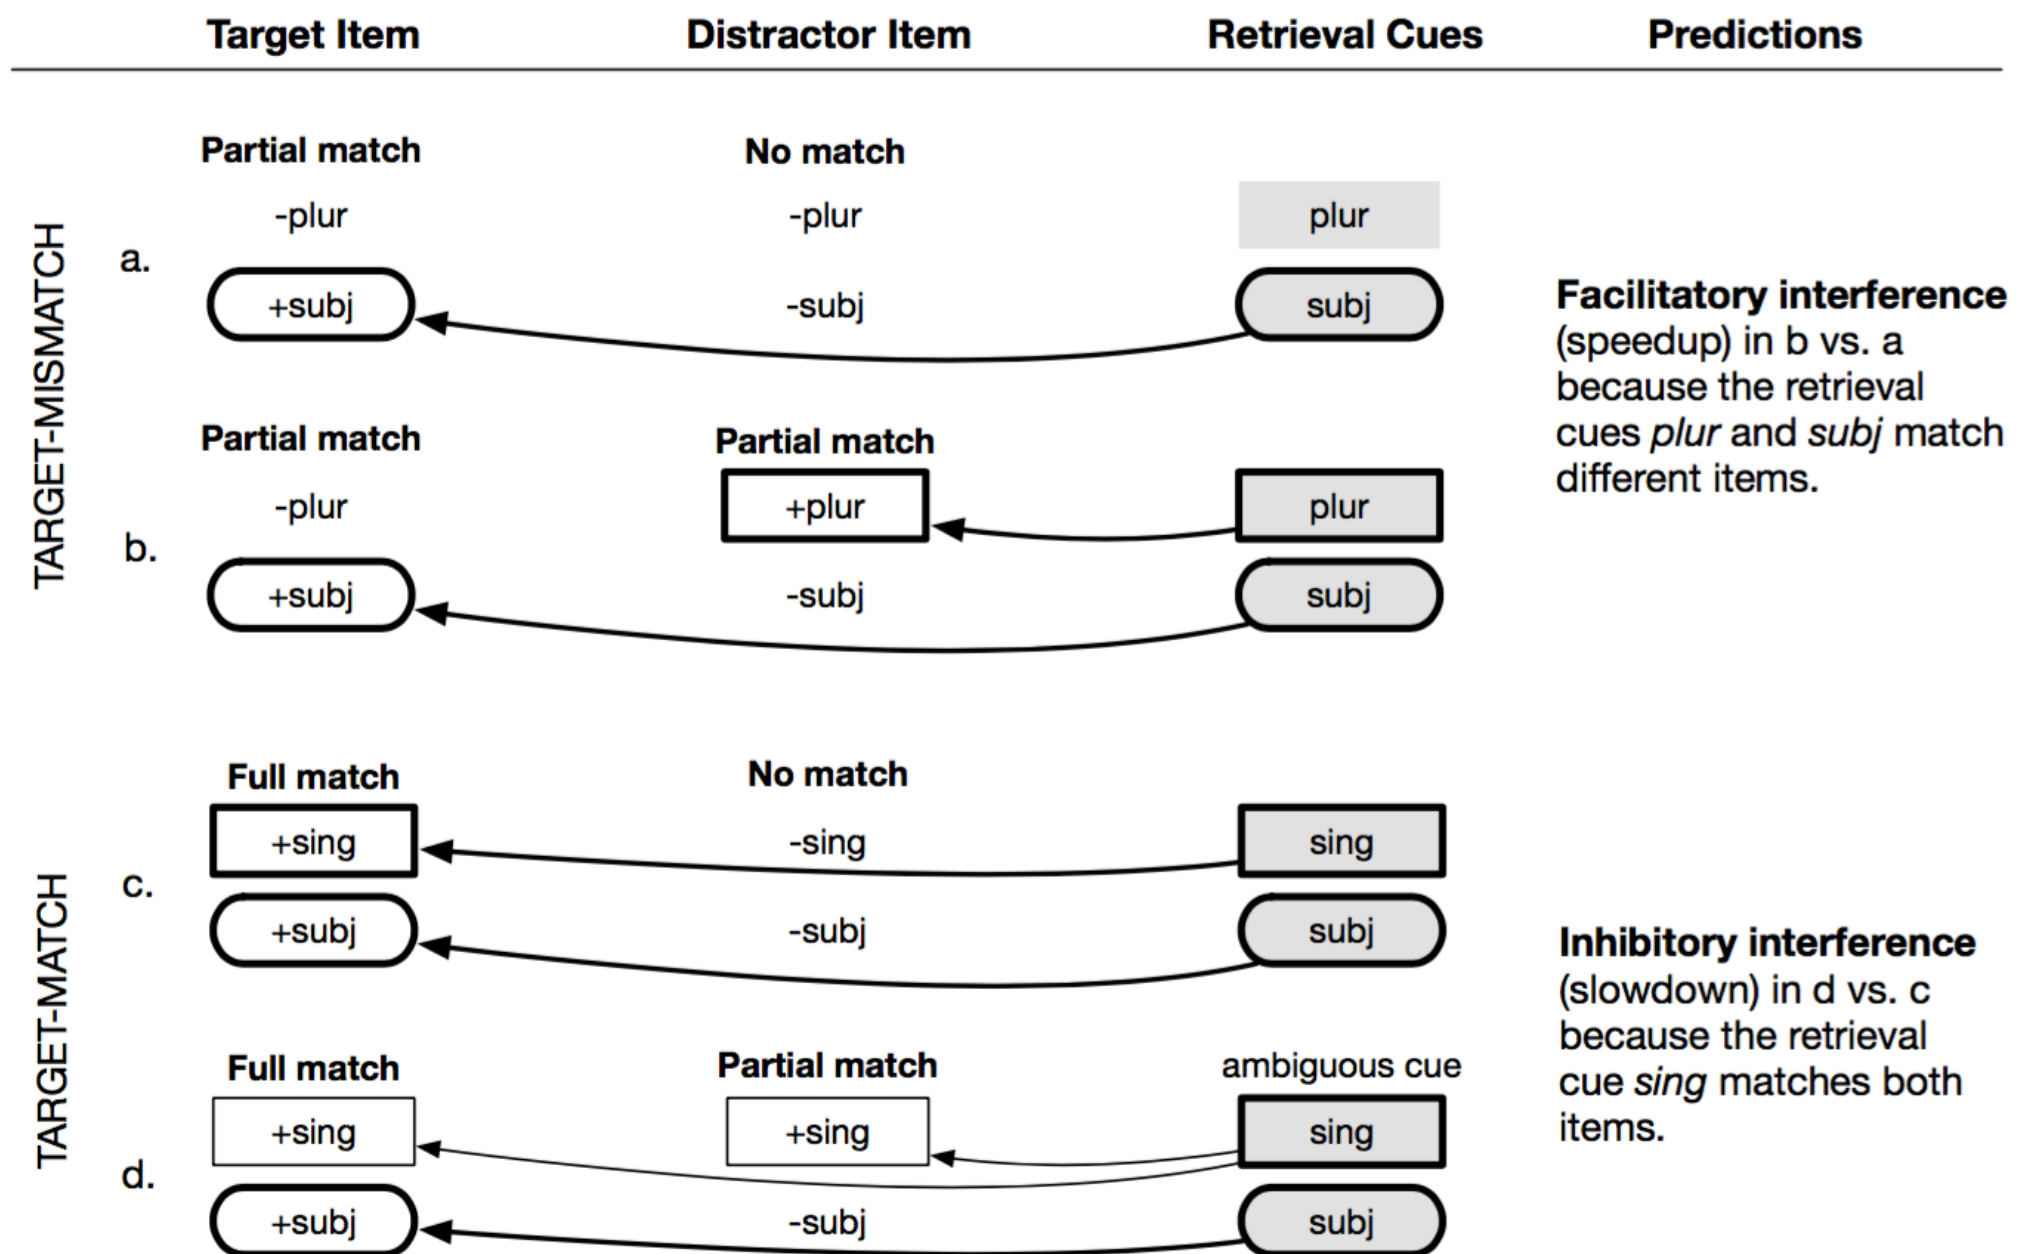 Target Item Distractor Item Retrieval Cues Predictions
TARGET-MISMATCH
Partial match No match
-plur -plur plur
a.
+subj -subj subj
Facilitatory interference
(speedup) in b vs. a
because the retrieval
cues plur and subj match
different items.
Partial match Partial match
-plur +plur plur
b.
+subj -subj subj
TARGET-MATCH
Full match No match
+sing -sing sing
c.
+subj -subj subj
Inhibitory interference
(slowdown) in d vs. c
because the retrieval
cue sing matches both
items.
Full match Partial match ambiguous cue
+sing +sing sing
d.
+subj -subj subj